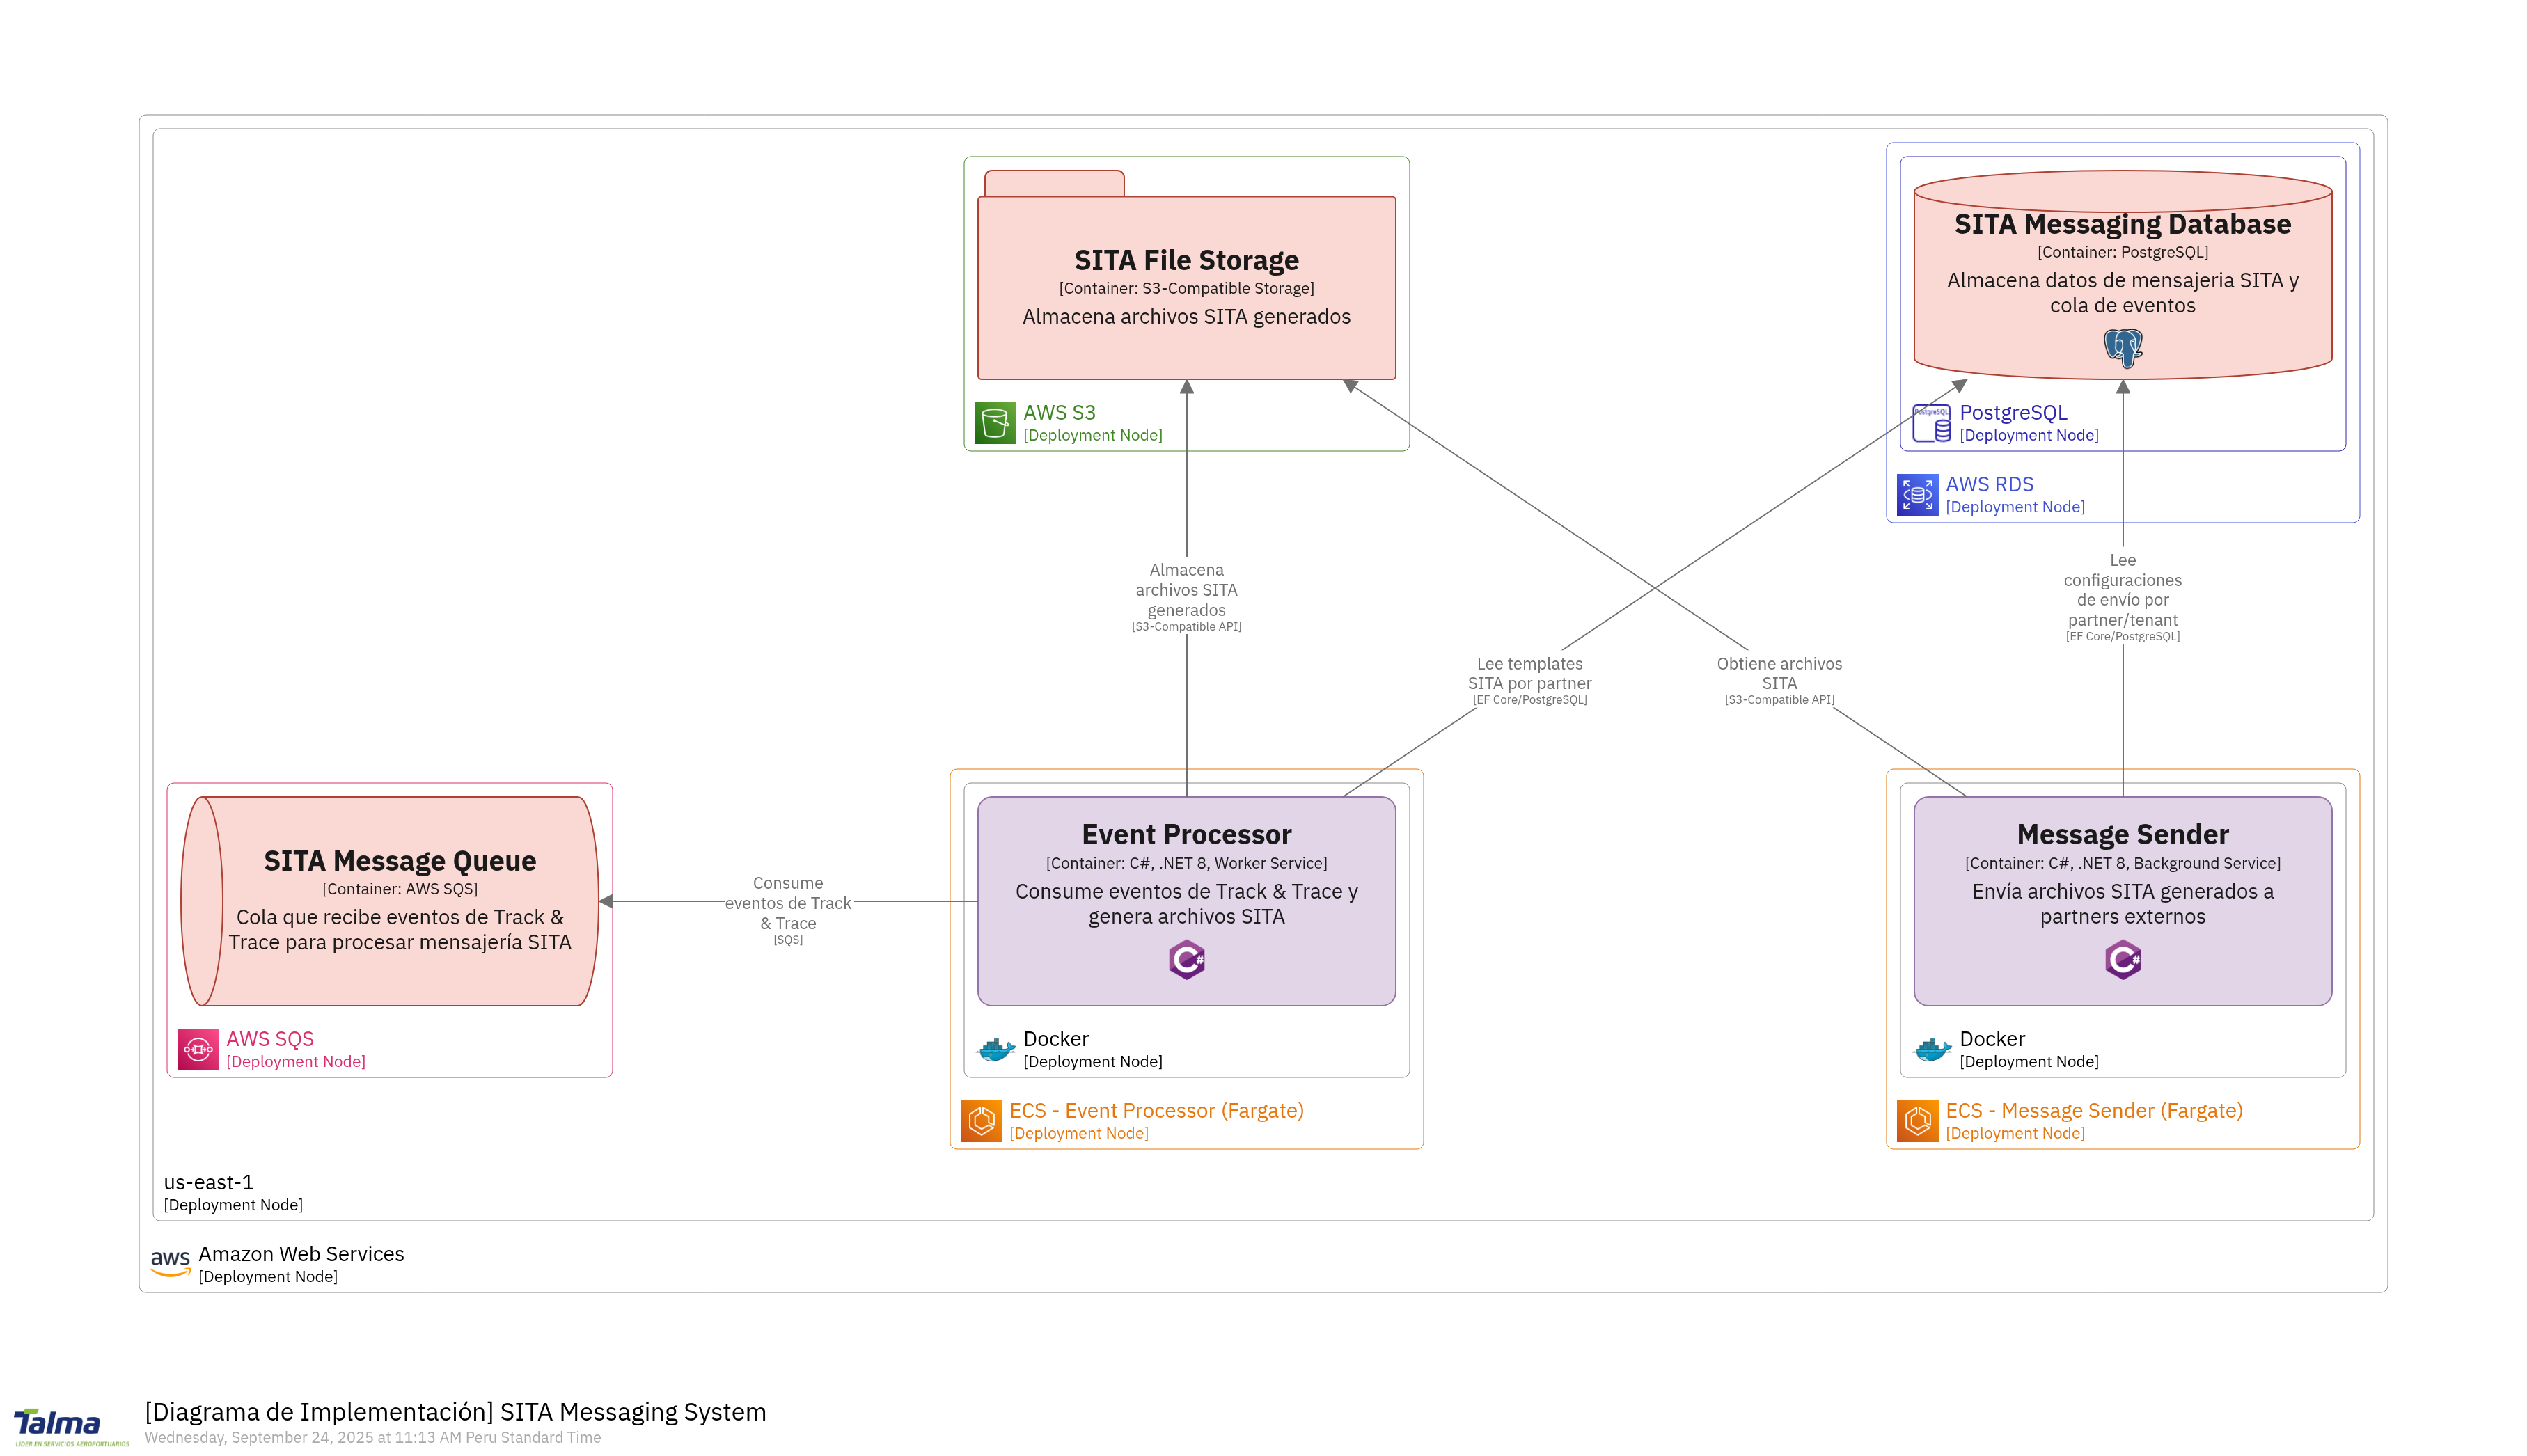 SITA File Storage
[Container: S3-Compatible Storage]
Almacena archivos SITA generados
AWS S3
[Deployment Node]
SITA Messaging Database
[Container: PostgreSQL]
Almacena datos de mensajeria SITA y
cola de eventos
PostgreSQL
PostgreSQL
[Deployment Node]
AWS RDS
[Deployment Node]
Almacena
archivos SITA
generados
[S3-Compatible API]
Lee templates
SITA por partner
[EF Core/PostgreSQL]
Obtiene archivos
SITA
[S3-Compatible API]
Lee
configuraciones
de envío por
partner/tenant
[EF Core/PostgreSQL]
SITA Message Queue
[Container: AWS SQS]
Cola que recibe eventos de Track &
Trace para procesar mensajería SITA
AWS SQS
[Deployment Node]
Consume
eventos de Track
& Trace
[SQS]
Event Processor
[Container: C#, .NET 8, Worker Service]
Consume eventos de Track & Trace y
genera archivos SITA
C#
Docker
[Deployment Node]
ECS - Event Processor (Fargate)
[Deployment Node]
Message Sender
[Container: C#, .NET 8, Background Service]
Envía archivos SITA generados a
partners externos
C#
Docker
[Deployment Node]
ECS - Message Sender (Fargate)
[Deployment Node]
us-east-1
[Deployment Node]
aws
Amazon Web Services
[Deployment Node]
Talma
LÍDER EN SERVICIOS AEROPORTUARIOS
[Diagrama de Implementación] SITA Messaging System
Wednesday, September 24, 2025 at 11:13 AM Peru Standard Time